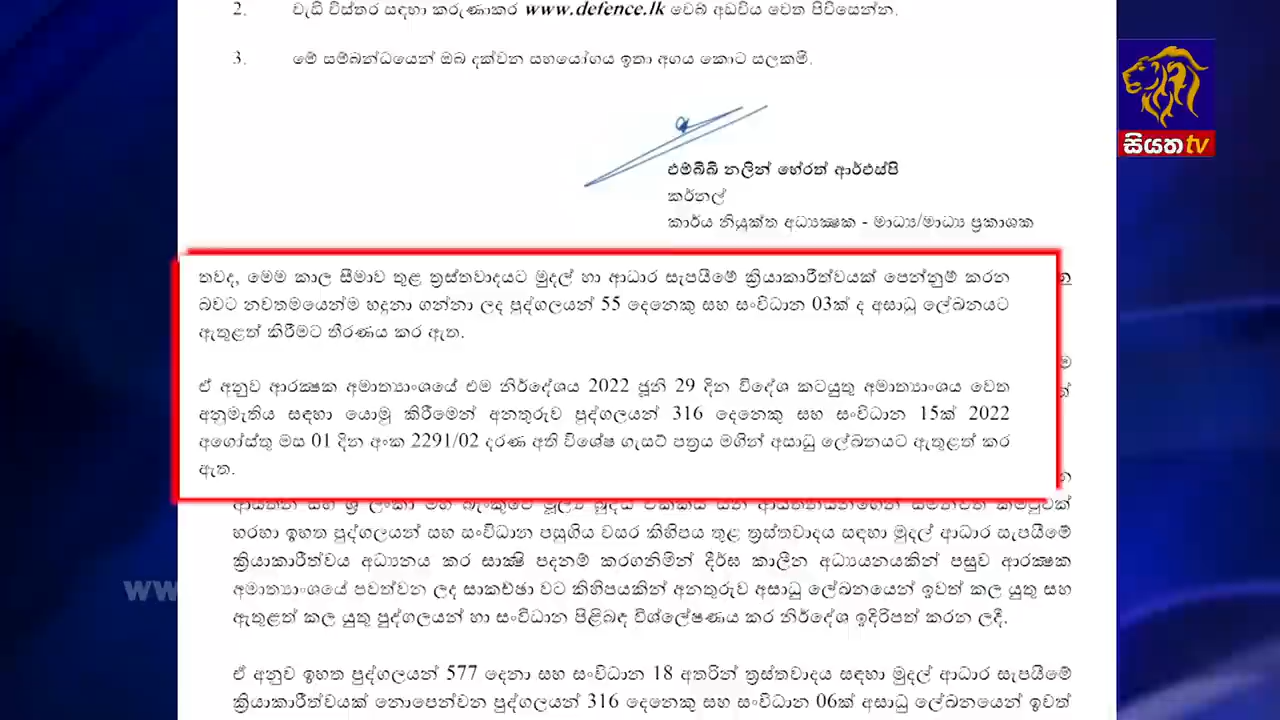 2. වැඩි විස්තර සඳහා කරුණාකර www.defence.lk වෙබ් අඩවිය වෙත පිවිසෙන්න.
3. මේ සම්බන්ධයෙන් ඔබ දක්වන සහයෝගය ඉතා අගය කොට සලකමි.
සියත tv
එම්බීබී නලින් හේරත් ආර්එස්පි
කර්නල්
කාර්ය නියුක්ත අධ්‍යක්ෂක - මාධ්‍ය/මාධ්‍ය ප්‍රකාශක
තවද, මෙම කාල සීමාව තුළ ත්‍රස්තවාදයට මුදල් හා ආධාර සැපයීමේ ක්‍රියාකාරීත්වයක් පෙන්නුම් කරන
බවට නවතමයෙන්ම හඳුනා ගන්නා ලද පුද්ගලයන් 55 දෙනෙකු සහ සංවිධාන 03ක් ද අසාධු ලේඛනයට
ඇතුළත් කිරීමට තීරණය කර ඇත.
ඒ අනුව ආරක්ෂක අමාත්‍යාංශයේ එම නිර්දේශය 2022 ජුනි 29 දින විදේශ කටයුතු අමාත්‍යාංශය වෙත
අනුමැතිය සඳහා යොමු කිරීමෙන් අනතුරුව පුද්ගලයන් 316 දෙනෙකු සහ සංවිධාන 15ක් 2022
අගෝස්තු මස 01 දින අංක 2291/02 දරණ අති විශේෂ ගැසට් පත්‍රය මගින් අසාධු ලේඛනයට ඇතුළත් කර
ඇත.
හරහා ඉහත පුද්ගලයන් සහ සංවිධාන පසුගිය වසර කිහිපය තුළ ත්‍රස්තවාදය සඳහා මුදල් ආධාර සැපයීමේ
ක්‍රියාකාරීත්වය අධ්‍යනය කර සාක්ෂි පදනම් කරගනිමින් දීර්ඝ කාලීන අධ්‍යයනයකින් පසුව ආරක්ෂක
අමාත්‍යාංශයේ පවත්වන ලද සාකච්ඡා වට කිහිපයකින් අනතුරුව අසාධු ලේඛනයෙන් ඉවත් කල යුතු සහ
ඇතුළත් කල යුතු පුද්ගලයන් හා සංවිධාන පිළිබඳ විශ්ලේෂණය කර නිර්දේශ ඉදිරිපත් කරන ලදී.
ඒ අනුව ඉහත පුද්ගලයන් 577 දෙනා සහ සංවිධාන 18 අතරින් ත්‍රස්තවාදය සඳහා මුදල් ආධාර සැපයීමේ
ක්‍රියාකාරීත්වයක් නොපෙන්වන පුද්ගලයන් 316 දෙනෙකු සහ සංවිධාන 06ක් අසාධු ලේඛනයෙන් ඉවත්